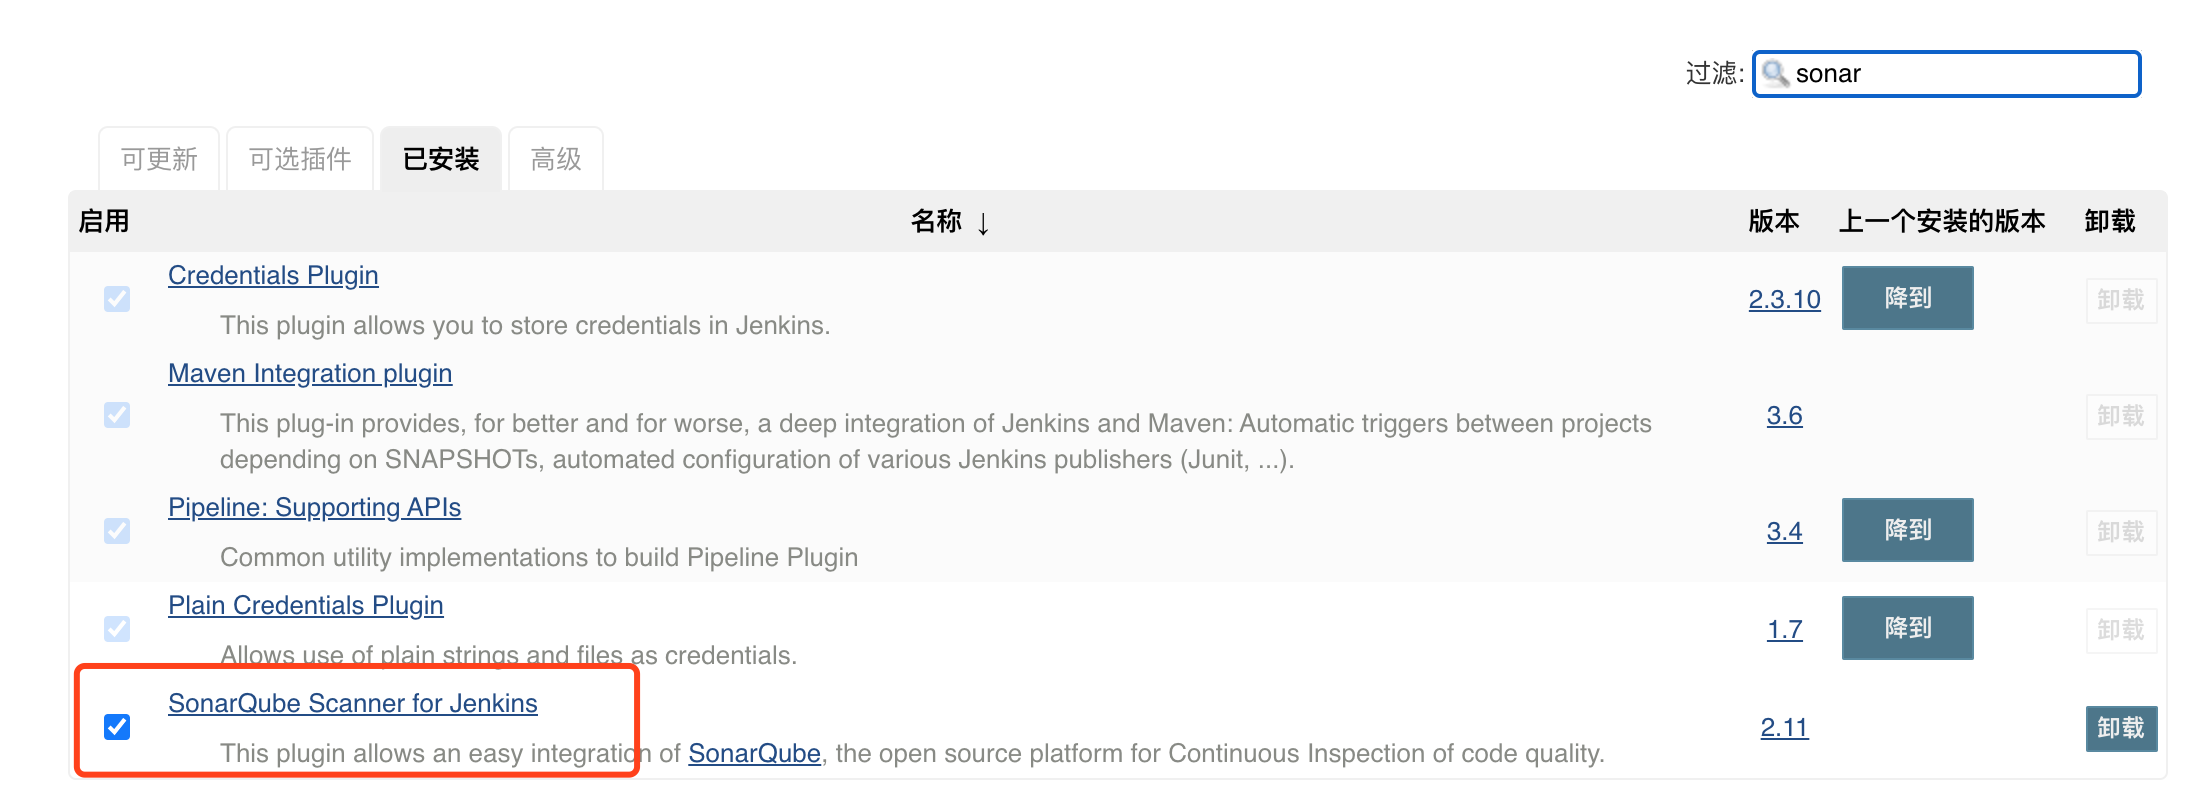 过滤: sonar
可更新 可选插件 已安装 高级
启用 名称 ↓ 版本 上一个安装的版本 卸载
Credentials Plugin
This plugin allows you to store credentials in Jenkins.
2.3.10 降到 卸载
Maven Integration plugin
This plug-in provides, for better and for worse, a deep integration of Jenkins and Maven: Automatic triggers between projects
depending on SNAPSHOTs, automated configuration of various Jenkins publishers (Junit, ...).
3.6 卸载
Pipeline: Supporting APIs
Common utility implementations to build Pipeline Plugin
3.4 降到 卸载
Plain Credentials Plugin
Allows use of plain strings and files as credentials.
1.7 降到 卸载
SonarQube Scanner for Jenkins
This plugin allows an easy integration of SonarQube, the open source platform for Continuous Inspection of code quality.
2.11 卸载